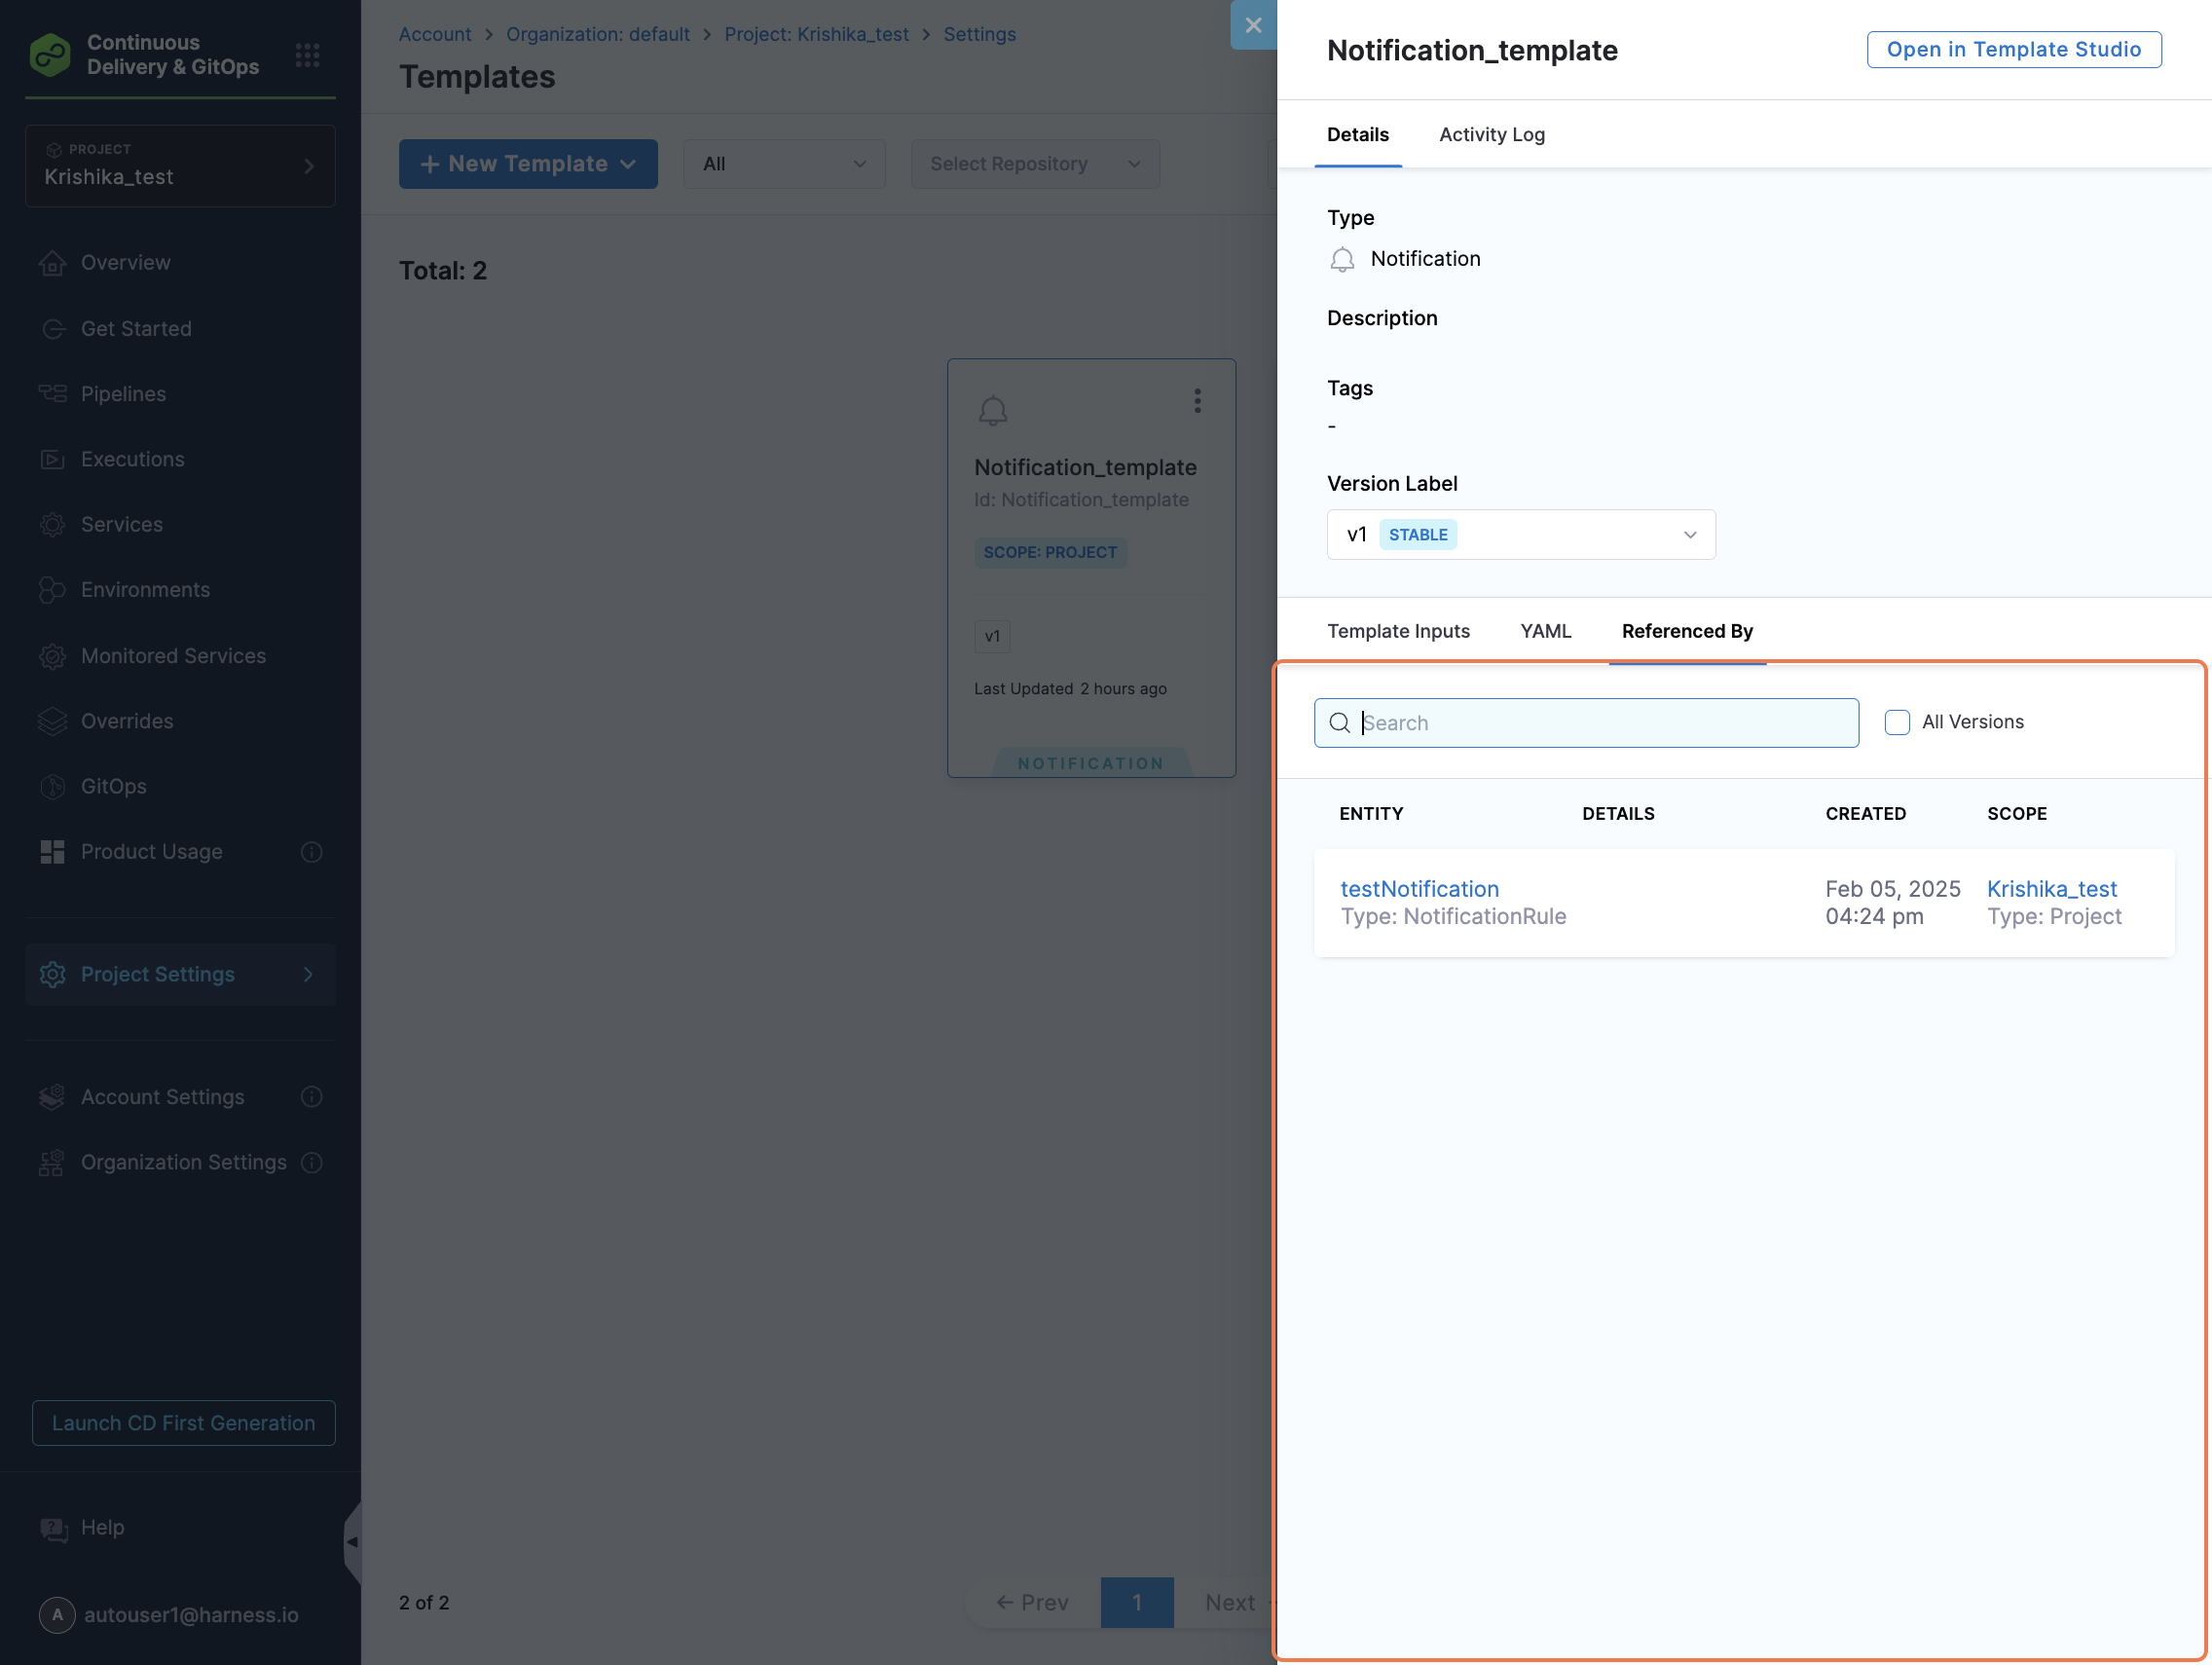 Continuous
Delivery & GitOps
PROJECT
Krishika_test
Overview
Get Started
Pipelines
Executions
Services
Environments
Monitored Services
Overrides
GitOps
Product Usage
Project Settings
Account Settings
Organization Settings
Launch CD First Generation
Help
A autouser1@harness.io
Account > Organization: default > Project: Krishika_test > Settings
Templates
+ New Template
All
Select Repository
Total: 2
Notification_template
Id: Notification_template
SCOPE: PROJECT
v1
Last Updated 2 hours ago
NOTIFICATION
2 of 2
← Prev
1
Next
Notification_template
Open in Template Studio
Details
Activity Log
Type
Notification
Description
Tags
-
Version Label
v1 STABLE
Template Inputs
YAML
Referenced By
Search
All Versions
ENTITY DETAILS CREATED SCOPE
testNotification Feb 05, 2025 Krishika_test
Type: NotificationRule 04:24 pm Type: Project